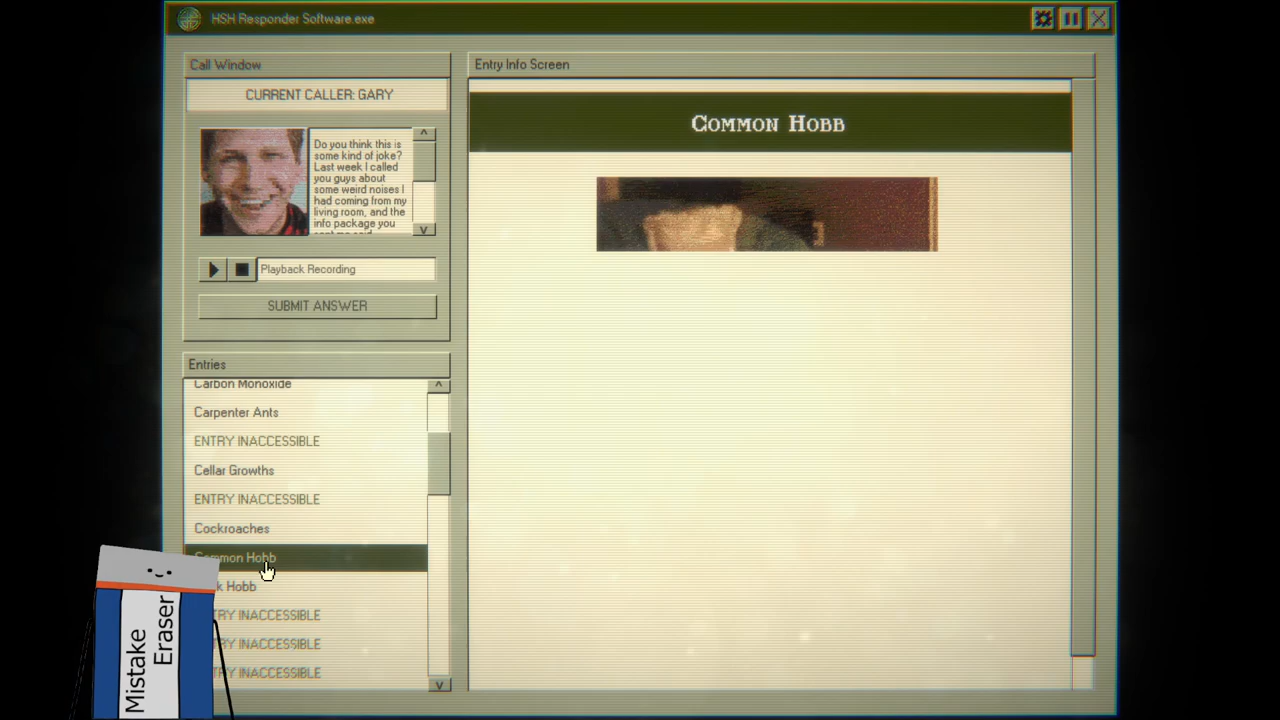 HSH Responder Software.exe
Call Window
CURRENT CALLER: GARY
Do you think this is
some kind of joke?
Last week I called
you guys about
some weird noises I
had coming from my
living room, and the
info package you
Playback Recording
SUBMIT ANSWER
Entries
Carbon Monoxide
Carpenter Ants
ENTRY INACCESSIBLE
Cellar Growths
ENTRY INACCESSIBLE
Cockroaches
Common Hobb
Hobb
INACCESSIBLE
INACCESSIBLE
INACCESSIBLE
Entry Info Screen
Common Hobb
Mistake
Eraser